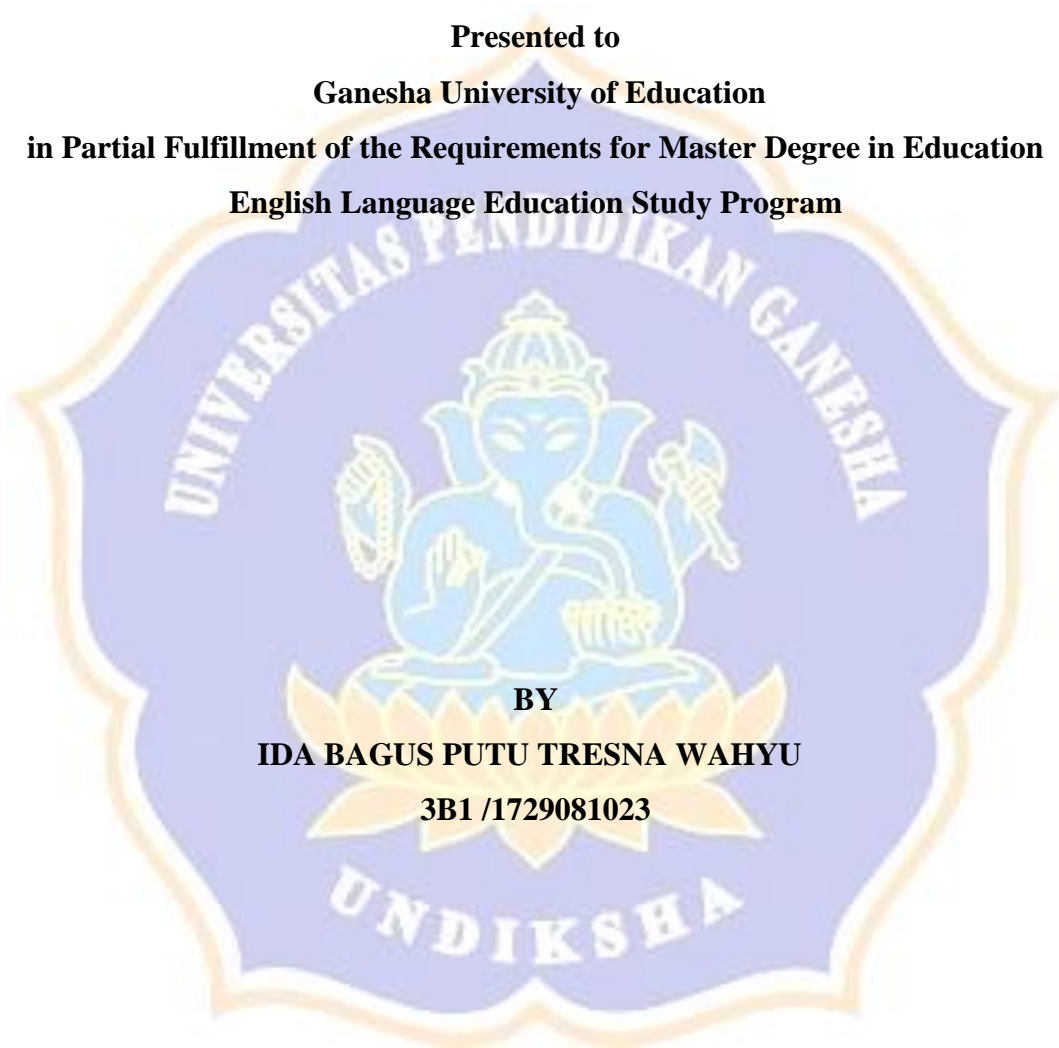 Presented to
Ganesha University of Education
in Partial Fulfillment of the Requirements for Master Degree in Education
English Language Education Study Program
UNIVERSITAS PENDIDIKAN GANESHA
BY
IDA BAGUS PUTU TRESNA WAHYU
3B1 /1729081023
UNDIKSHA